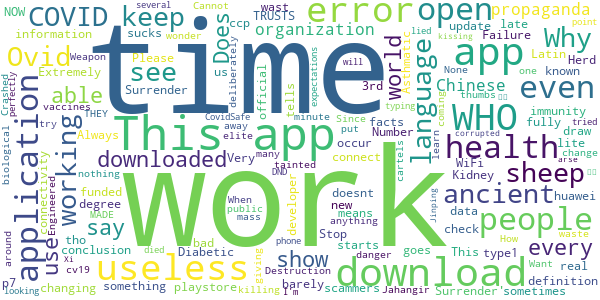 NOW COVID sucks keep error open propaganda
time
Ovid Does see organization update late Latin
Why
This app
work
application able working downloaded useless
world language app even
WHO health sheep ancient people download
Chinese Number 3rd
official tells us
information Extremely Please Surrender
Always Engineered connectivity biological Crashed perfectly
vaccines THEY try use
say degree funded nothing tho conclusion
MADE p7 cv19 Xi changing something
around looking playstore barely
Very many Diabetic bad developer
giving killing died
When public mass DND tainted
Since put away elite minute
CovidSafe deliberately
several Weapon wonder ccp wast
TRUSTS will lied expectations kissing
Cannot point Failure Herd None known one
Asthmatic thumbs typing coming
immunity fully tried draw lite
facts occur connect WiFi Kidney huawei
learn corrupted change arse
doesnt new means anything Stop
starts goes scammers danger
Destruction phone I'm Jinping cartels
data check This type1 real definition
show every How Want waste
Surrender sometimes Jahangir